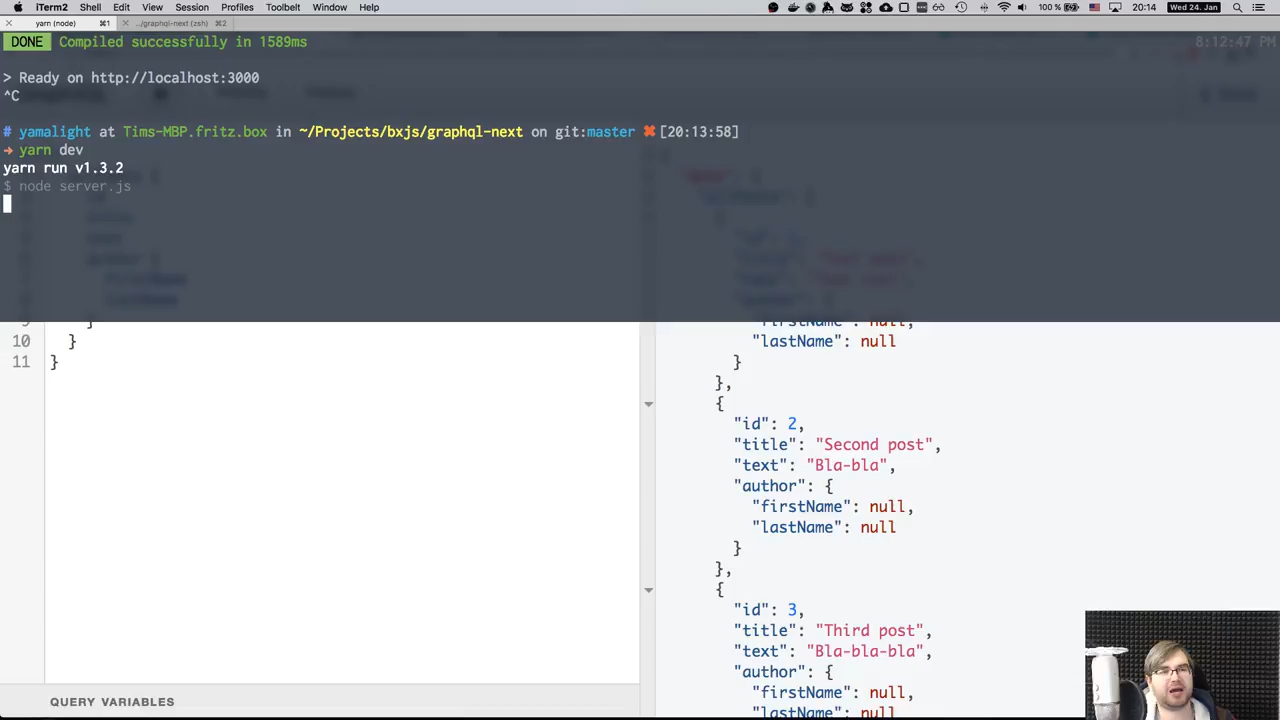 iTerm2 Shell Edit View Session Profiles Toolbelt Window Help 100 % 20:14 Wed 24. Jan
yarn (node) ⌘1 ../graphql-next (zsh) ⌘2
DONE Compiled successfully in 1589ms 8:12:47 PM
> Ready on http://localhost:3000
^C
# yamalight at Tims-MBP.fritz.box in ~/Projects/bxjs/graphql-next on git:master ✖ [20:13:58]
➜ yarn dev
yarn run v1.3.2
$ node server.js
10 }
11 }
"firstName": null,
"lastName": null
}
},
{
"id": 2,
"title": "Second post",
"text": "Bla-bla",
"author": {
"firstName": null,
"lastName": null
}
},
{
"id": 3,
"title": "Third post",
"text": "Bla-bla-bla",
"author": {
"firstName": null,
"lastName": null
QUERY VARIABLES